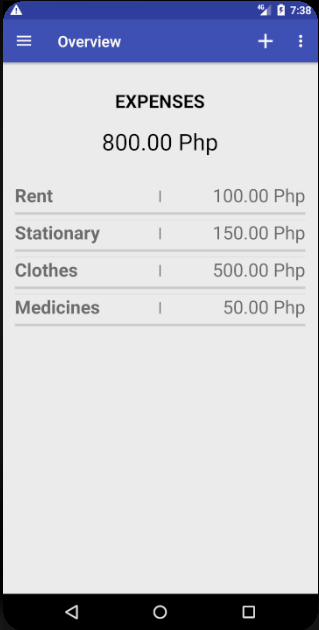 4G 7:38
Overview
EXPENSES
800.00 Php
Rent | 100.00 Php
Stationary | 150.00 Php
Clothes | 500.00 Php
Medicines | 50.00 Php